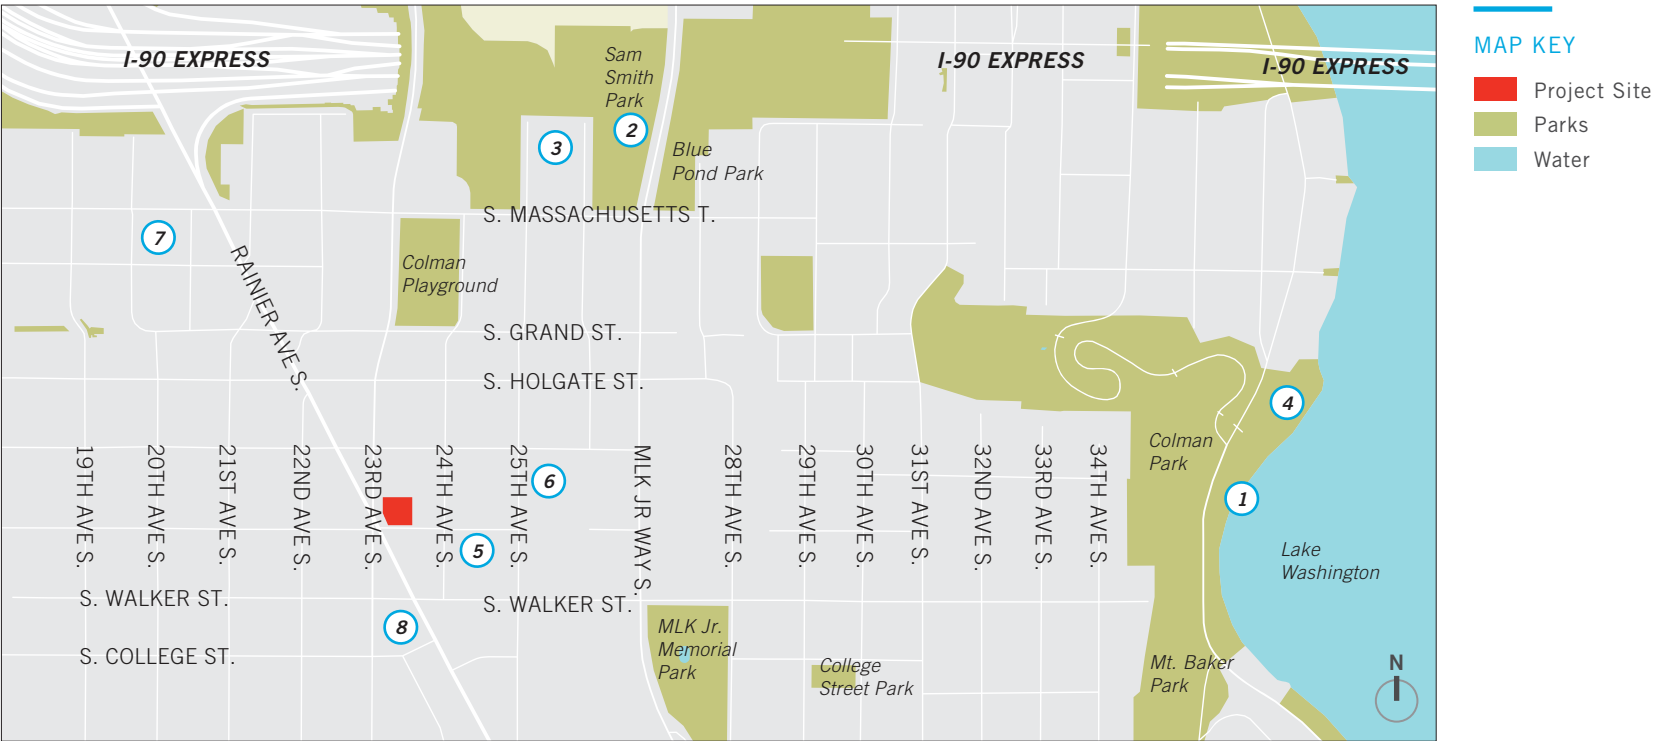 I-90 EXPRESS
I-90 EXPRESS
I-90 EXPRESS
Sam
Smith
Park
2
3
Blue
Pond Park
S. MASSACHUSETTS T.
7
RAINIER AVE S.
Colman
Playground
S. GRAND ST.
S. HOLGATE ST.
4
Colman
Park
19TH AVE S.
20TH AVE S.
21ST AVE S.
22ND AVE S.
23RD AVE S.
24TH AVE S.
25TH AVE S.
MLK JR WAY S.
28TH AVE S.
29TH AVE S.
30TH AVE S.
31ST AVE S.
32ND AVE S.
33RD AVE S.
34TH AVE S.
6
1
5
Lake
Washington
S. WALKER ST.
S. WALKER ST.
8
S. COLLEGE ST.
MLK Jr.
Memorial
Park
College
Street Park
Mt. Baker
Park
N
MAP KEY
Project Site
Parks
Water